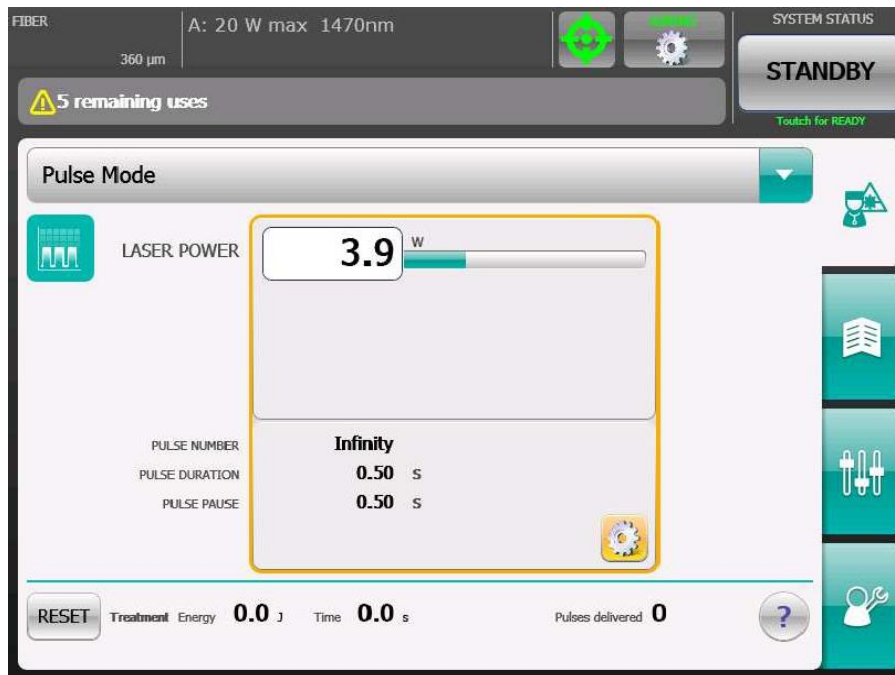 FIBER
A: 20 W max 1470nm
360 µm
SYSTEM STATUS
STANDBY
Toutch for READY
5 remaining uses
Pulse Mode
LASER POWER
3.9 W
PULSE NUMBER Infinity
PULSE DURATION 0.50 s
PULSE PAUSE 0.50 s
RESET Treatment Energy 0.0 J Time 0.0 s Pulses delivered 0 ?